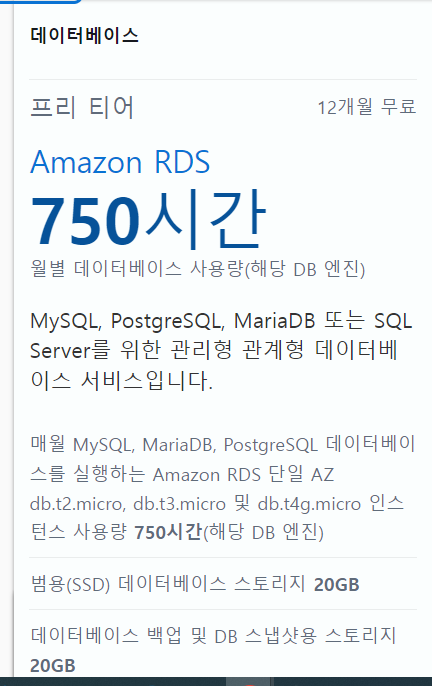 데이터베이스
프리 티어
12개월 무료
Amazon RDS
750시간
월별 데이터베이스 사용량(해당 DB 엔진)
MySQL, PostgreSQL, MariaDB 또는 SQL
Server를 위한 관리형 관계형 데이터베
이스 서비스입니다.
매월 MySQL, MariaDB, PostgreSQL 데이터베이
스를 실행하는 Amazon RDS 단일 AZ
db.t2.micro, db.t3.micro 및 db.t4g.micro 인스
턴스 사용량 750시간(해당 DB 엔진)
범용(SSD) 데이터베이스 스토리지 20GB
데이터베이스 백업 및 DB 스냅샷용 스토리지
20GB